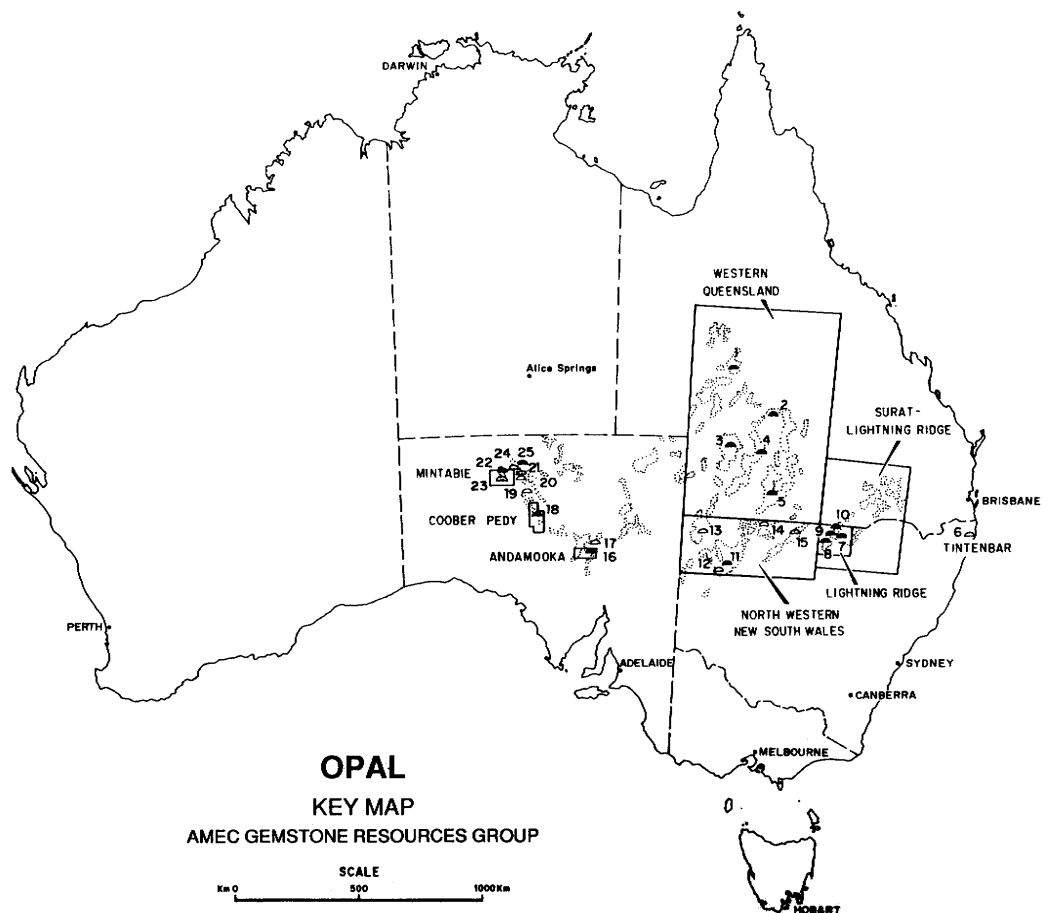 DARWIN
WESTERN
QUEENSLAND
1
Alice Springs
2
SURAT-
LIGHTNING RIDGE
3
4
24
25
22
21
MINTABIE
23
20
19
5
BRISBANE
18
COOBER PEDY
10
13
14
9
6
15
7
TINTENBAR
17
8
ANDAMOOKA
16
12
11
LIGHTNING RIDGE
NORTH WESTERN
NEW SOUTH WALES
PERTH
ADELAIDE
SYDNEY
CANBERRA
MELBOURNE
OPAL
KEY MAP
AMEC GEMSTONE RESOURCES GROUP
SCALE
Km 0
500
1000 Km
HOBART